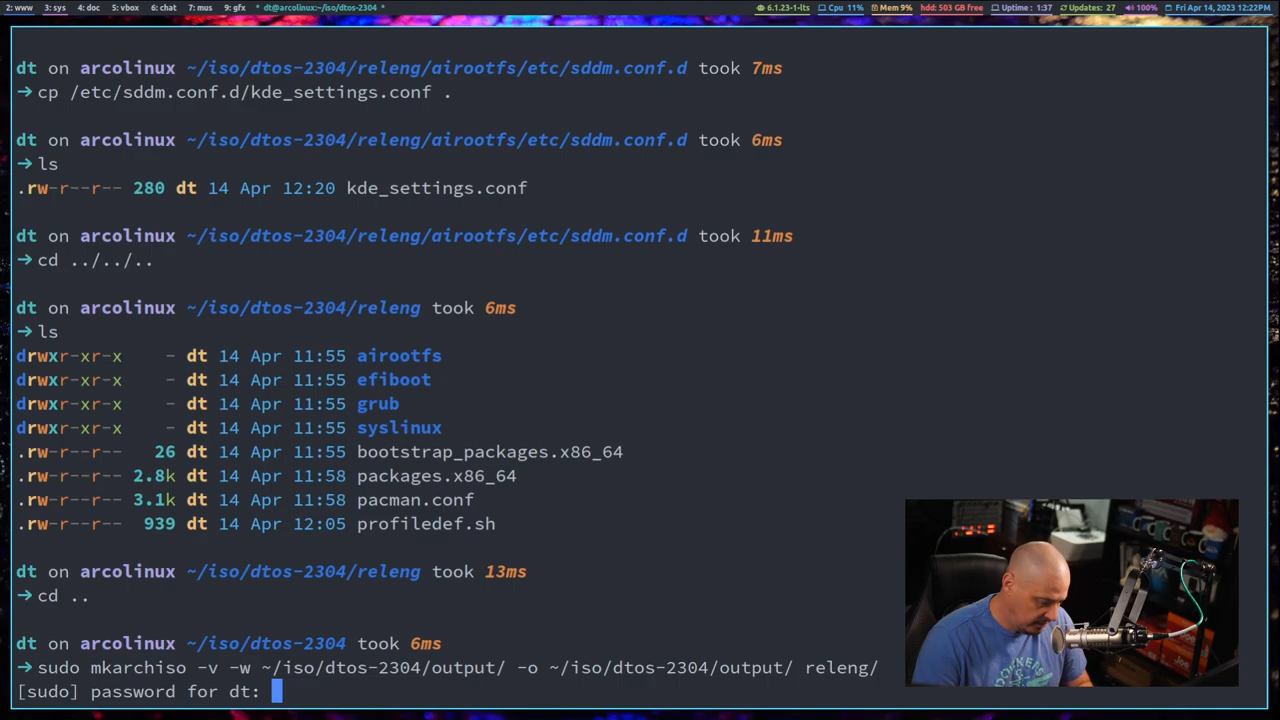 2: www 3: sys 4: doc 5: vbox 6: chat 7: mus 9: gfx * dt@arcolinux:~/iso/dtos-2304 * 6.1.23-1-lts Cpu 11% Mem 9% hdd: 503 GB free Uptime : 1:37 Updates: 27 100% Fri Apr 14, 2023 12:22PM
dt on arcolinux ~/iso/dtos-2304/releng/airootfs/etc/sddm.conf.d took 7ms
→ cp /etc/sddm.conf.d/kde_settings.conf .
dt on arcolinux ~/iso/dtos-2304/releng/airootfs/etc/sddm.conf.d took 6ms
→ ls
.rw-r--r-- 280 dt 14 Apr 12:20 kde_settings.conf
dt on arcolinux ~/iso/dtos-2304/releng/airootfs/etc/sddm.conf.d took 11ms
→ cd ../../..
dt on arcolinux ~/iso/dtos-2304/releng took 6ms
→ ls
drwxr-xr-x - dt 14 Apr 11:55 airootfs
drwxr-xr-x - dt 14 Apr 11:55 efiboot
drwxr-xr-x - dt 14 Apr 11:55 grub
drwxr-xr-x - dt 14 Apr 11:55 syslinux
.rw-r--r-- 26 dt 14 Apr 11:55 bootstrap_packages.x86_64
.rw-r--r-- 2.8k dt 14 Apr 11:58 packages.x86_64
.rw-r--r-- 3.1k dt 14 Apr 11:58 pacman.conf
.rw-r--r-- 939 dt 14 Apr 12:05 profiledef.sh
dt on arcolinux ~/iso/dtos-2304/releng took 13ms
→ cd ..
dt on arcolinux ~/iso/dtos-2304 took 6ms
→ sudo mkarchiso -v -w ~/iso/dtos-2304/output/ -o ~/iso/dtos-2304/output/ releng/
[sudo] password for dt: